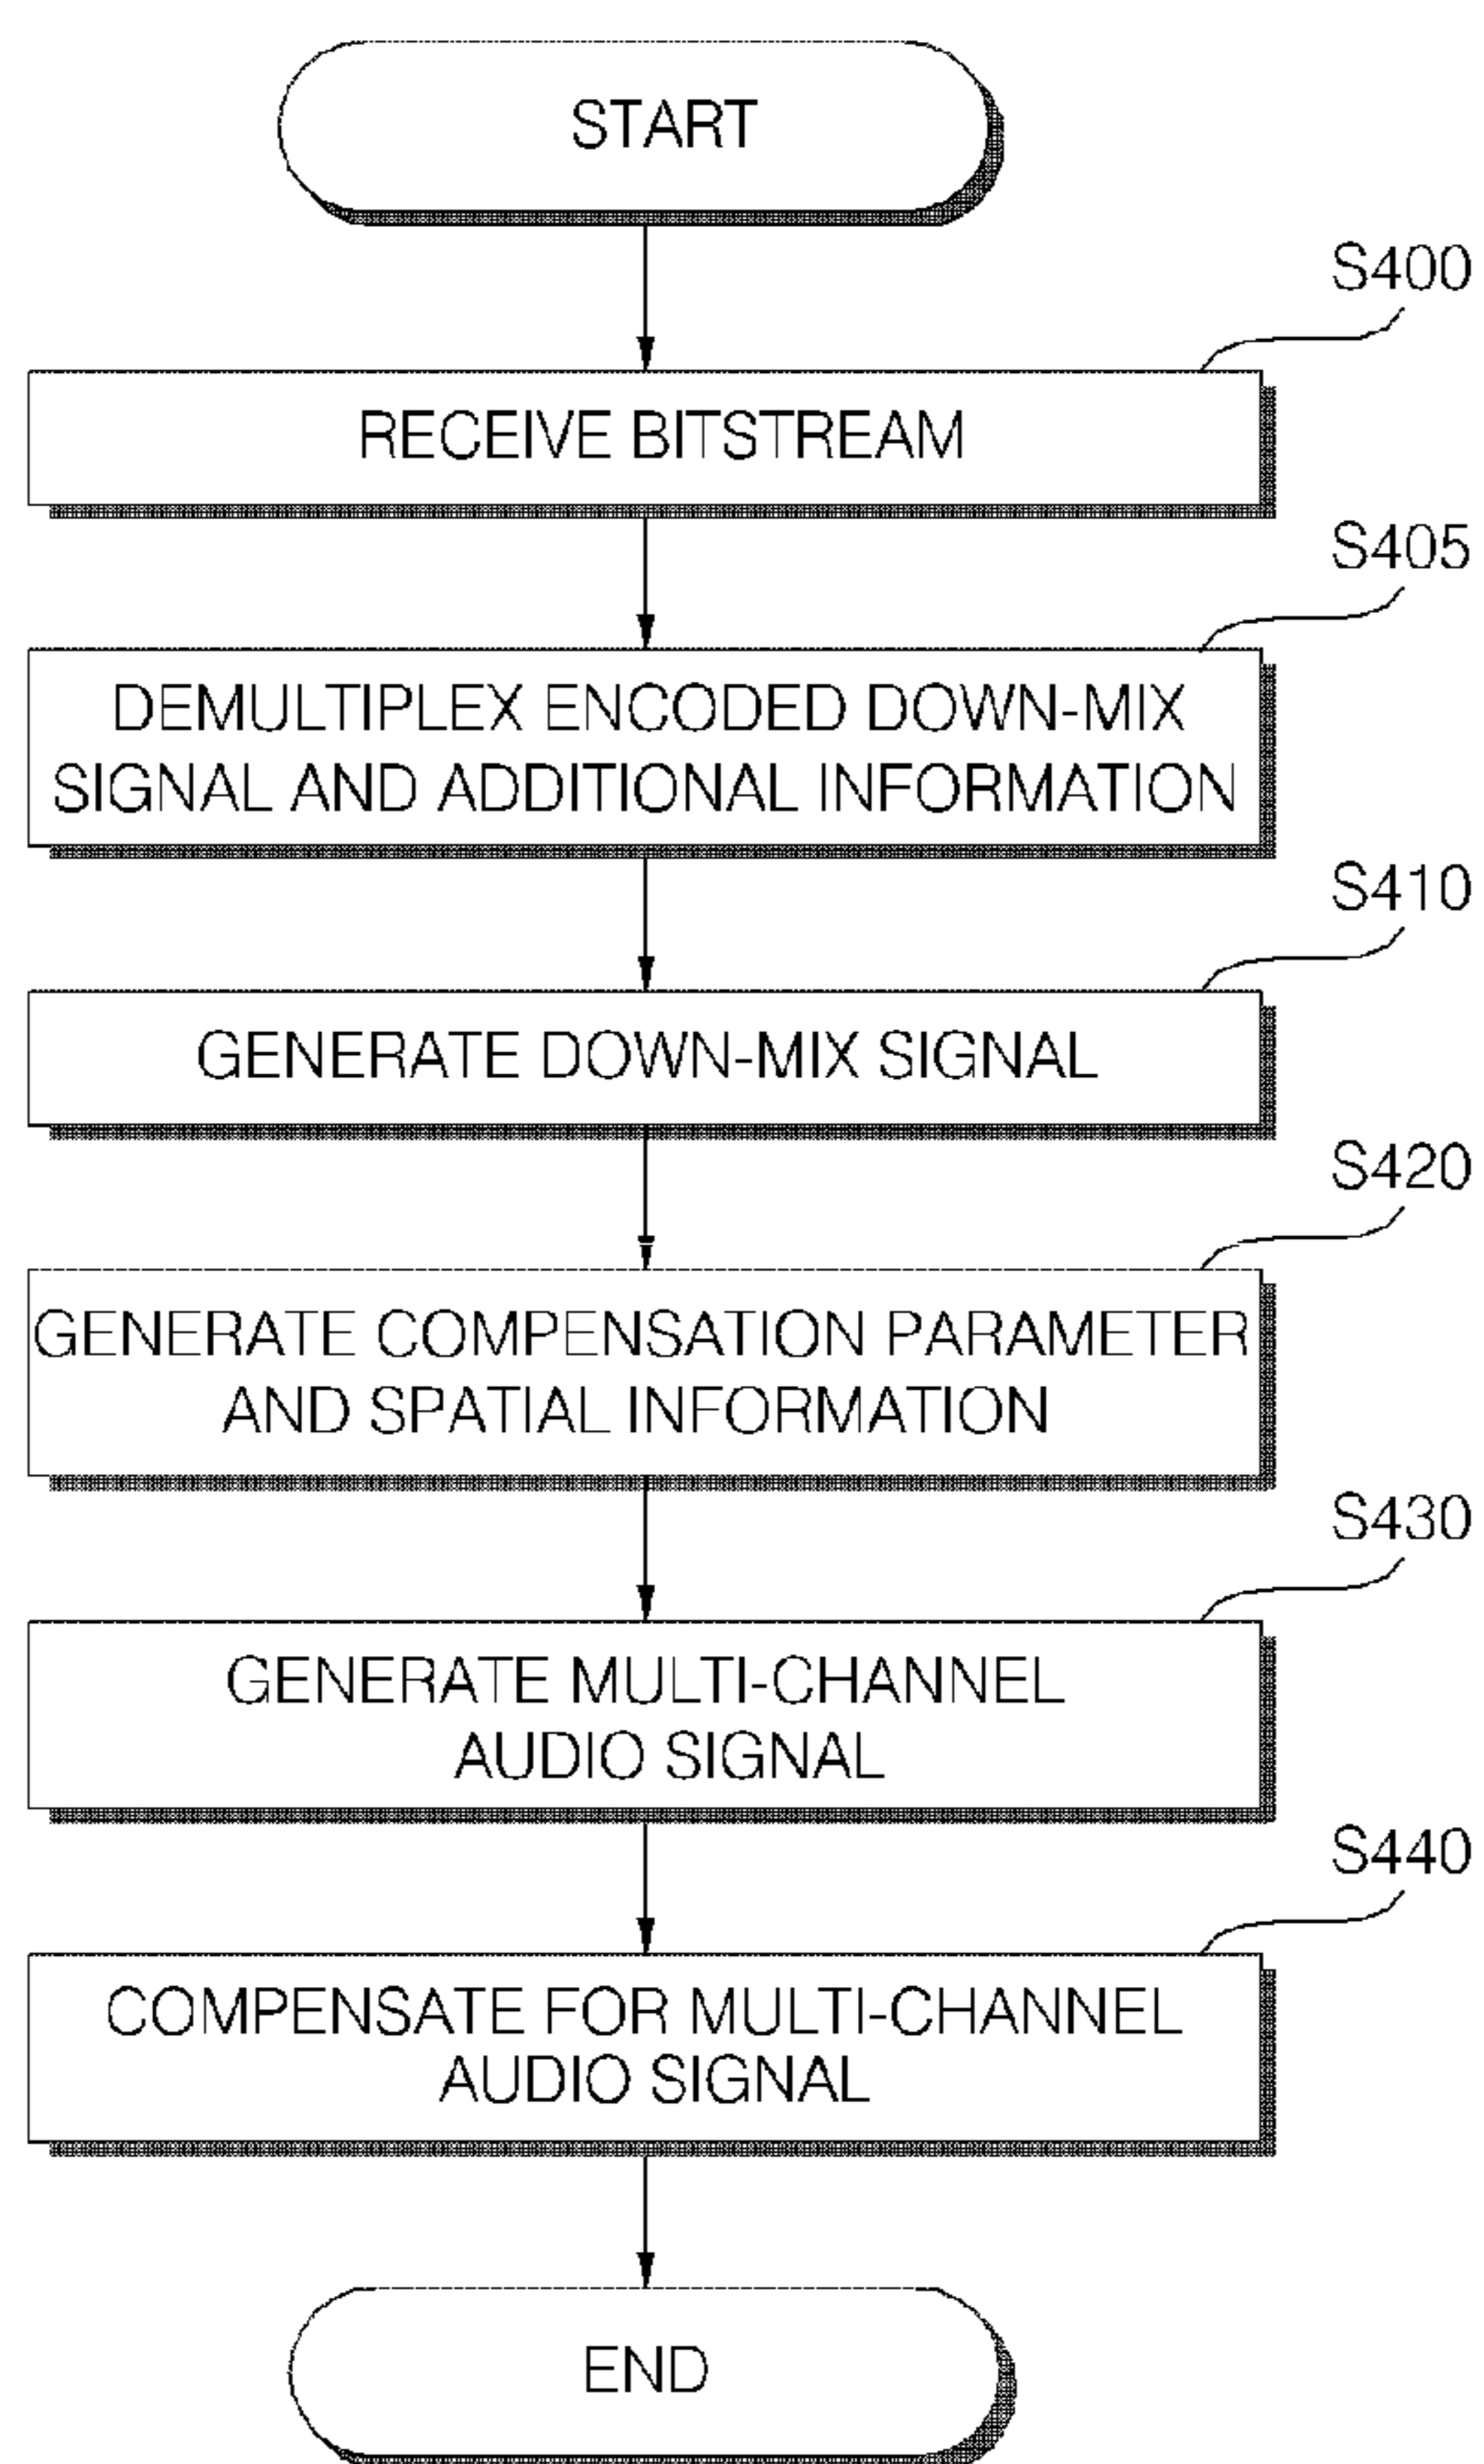 START
S400
RECEIVE BITSTREAM
S405
DEMULTIPLEX ENCODED DOWN-MIX
SIGNAL AND ADDITIONAL INFORMATION
S410
GENERATE DOWN-MIX SIGNAL
S420
GENERATE COMPENSATION PARAMETER
AND SPATIAL INFORMATION
S430
GENERATE MULTI-CHANNEL
AUDIO SIGNAL
S440
COMPENSATE FOR MULTI-CHANNEL
AUDIO SIGNAL
END